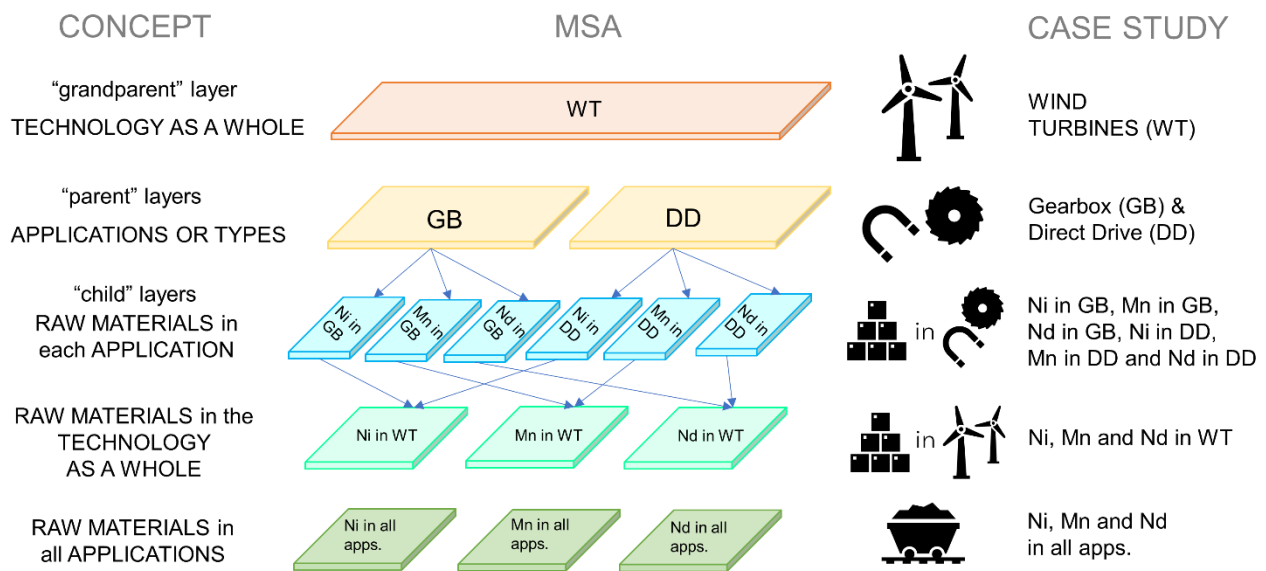 CONCEPT
MSA
CASE STUDY
“grandparent” layer
TECHNOLOGY AS A WHOLE
WT
WIND
TURBINES (WT)
“parent” layers
APPLICATIONS OR TYPES
GB
DD
Gearbox (GB) &
Direct Drive (DD)
“child” layers
RAW MATERIALS in
each APPLICATION
Ni in
GB
Mn in
GB
Nd in
GB
Ni in
DD
Mn in
DD
Nd in
DD
in
Ni in GB, Mn in GB,
Nd in GB, Ni in DD,
Mn in DD and Nd in DD
RAW MATERIALS in the
TECHNOLOGY
AS A WHOLE
Ni in WT
Mn in WT
Nd in WT
in
Ni, Mn and Nd in WT
RAW MATERIALS in
all APPLICATIONS
Ni in all
apps.
Mn in all
apps.
Nd in all
apps.
Ni, Mn and Nd
in all apps.